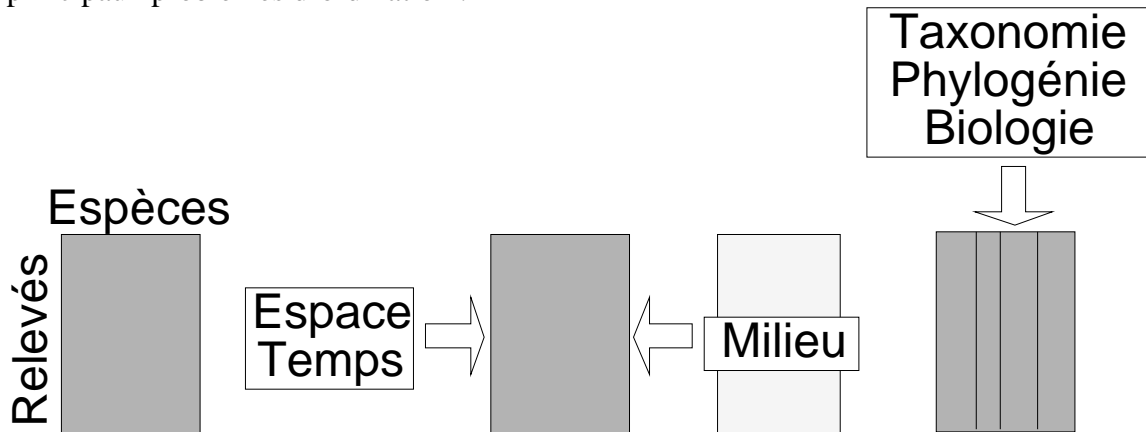 Taxonomie
Phylogénie
Biologie
Espèces
Relevés
Espace
Temps
Milieu